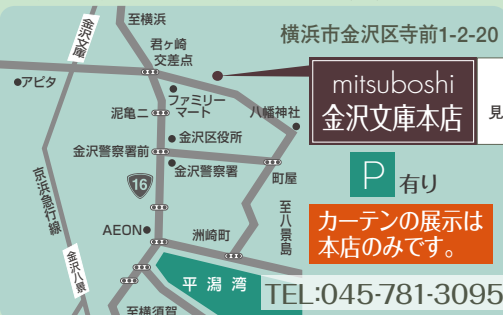 至横浜
横浜市金沢区寺前1-2-20
金沢文庫
君ヶ崎
交差点
アピタ
mitsuboshi
金沢文庫本店
見
ファミリー
マート
泥亀二
八幡神社
金沢区役所
金沢警察署前
金沢警察署
町屋
P 有り
16
京浜急行線
至八景島
AEON
洲崎町
カーテンの展示は
本店のみです。
金沢八景
平潟湾
TEL:045-781-3095
至横須賀